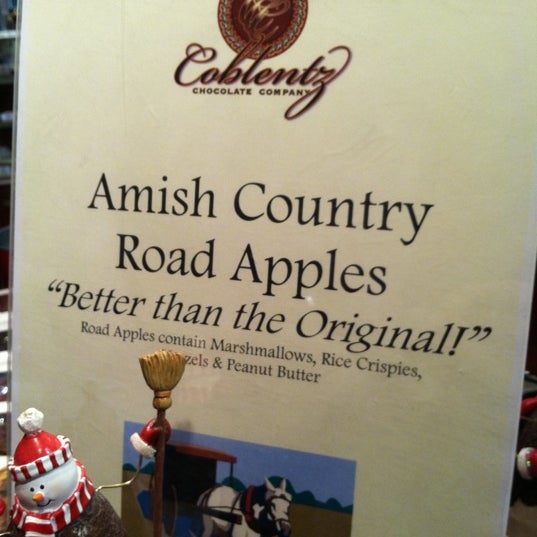 Coblentz
CHOCOLATE COMPANY
Amish Country
Road Apples
"Better than the Original!"
Road Apples contain Marshmallows, Rice Crispies,
& Peanut Butter